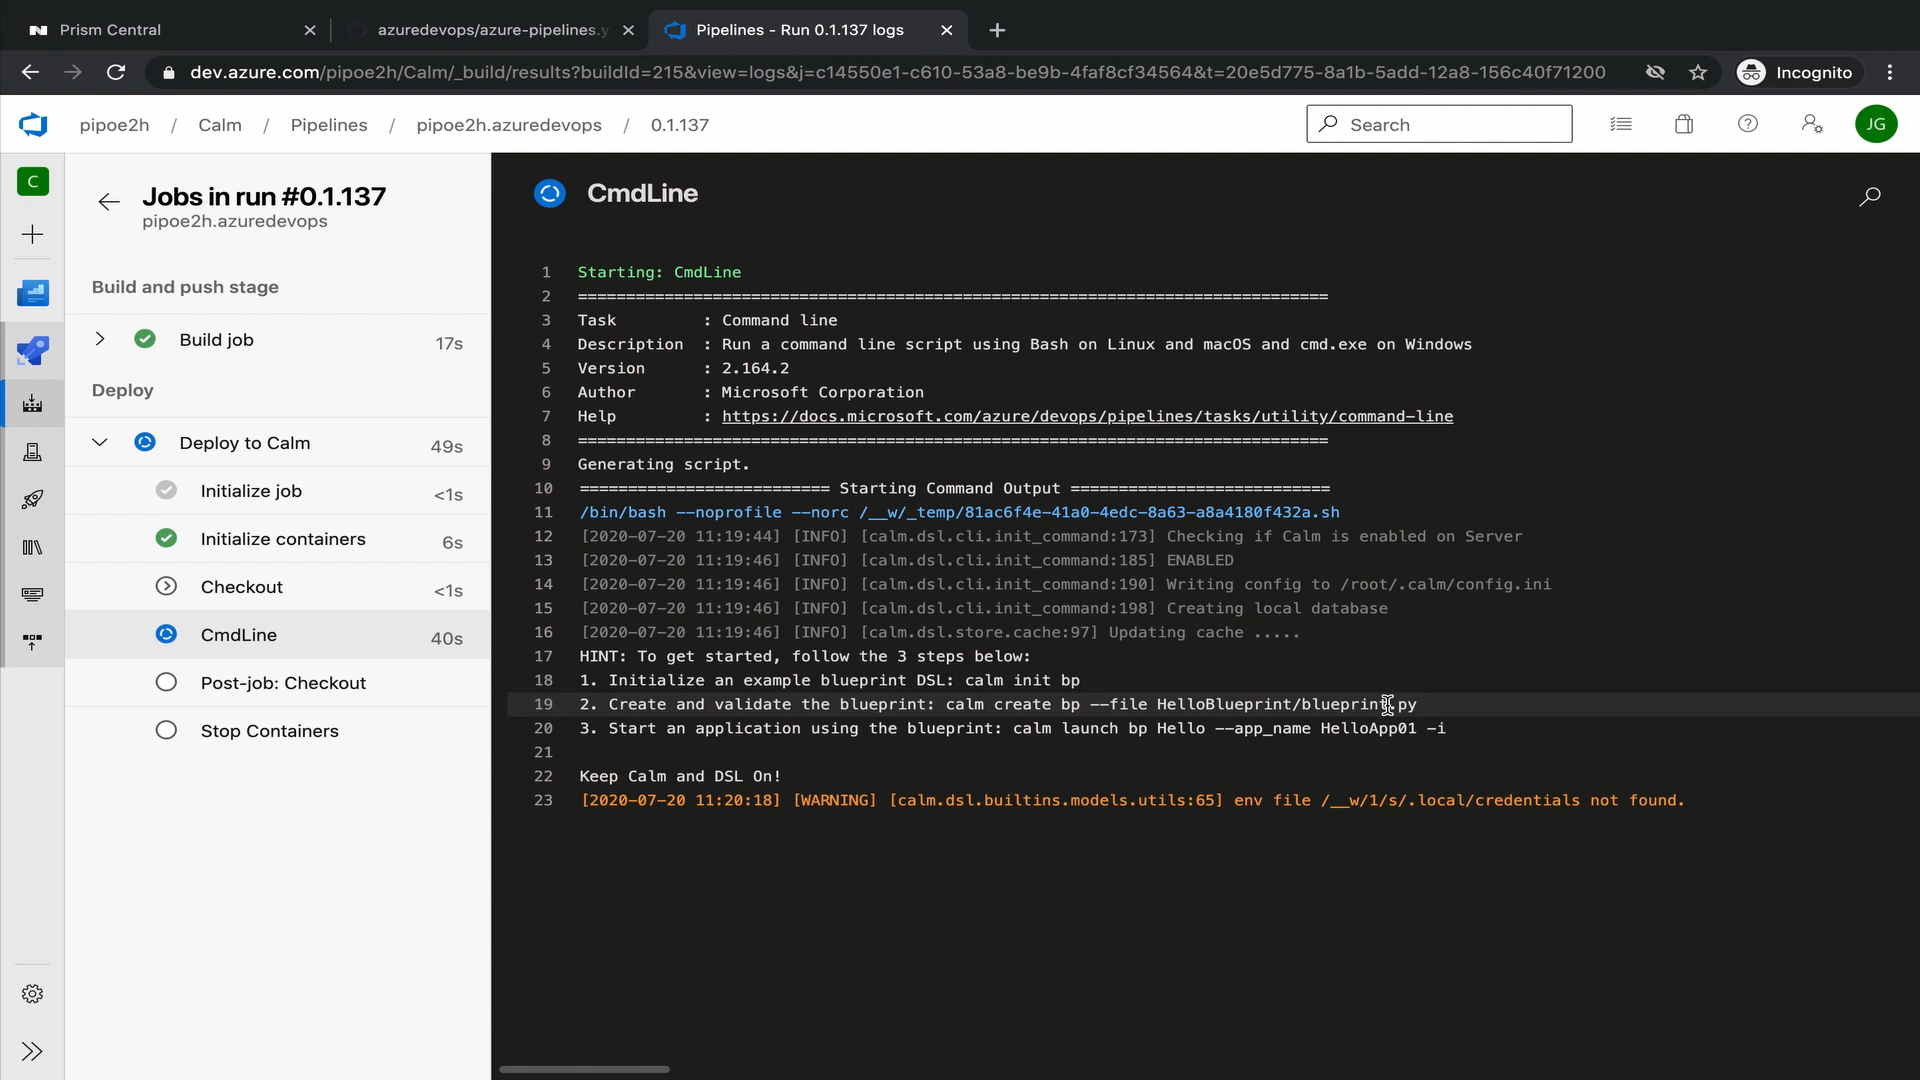 Prism Central
azuredevops/azure-pipelines.y
Pipelines - Run 0.1.137 logs
dev.azure.com/pipoe2h/Calm/_build/results?buildId=215&view=logs&j=c14550e1-c610-53a8-be9b-4faf8cf34564&t=20e5d775-8a1b-5add-12a8-156c40f71200
Incognito
pipoe2h / Calm / Pipelines / pipoe2h.azuredevops / 0.1.137
Search
JG
C
Jobs in run #0.1.137
pipoe2h.azuredevops
Build and push stage
Build job 17s
Deploy
Deploy to Calm 49s
Initialize job <1s
Initialize containers 6s
Checkout <1s
CmdLine 40s
Post-job: Checkout
Stop Containers
CmdLine
1 Starting: CmdLine
2 ==============================================================================
3 Task : Command line
4 Description : Run a command line script using Bash on Linux and macOS and cmd.exe on Windows
5 Version : 2.164.2
6 Author : Microsoft Corporation
7 Help : https://docs.microsoft.com/azure/devops/pipelines/tasks/utility/command-line
8 ==============================================================================
9 Generating script.
10 ========================== Starting Command Output ===========================
11 /bin/bash --noprofile --norc /__w/_temp/81ac6f4e-41a0-4edc-8a63-a8a4180f432a.sh
12 [2020-07-20 11:19:44] [INFO] [calm.dsl.cli.init_command:173] Checking if Calm is enabled on Server
13 [2020-07-20 11:19:46] [INFO] [calm.dsl.cli.init_command:185] ENABLED
14 [2020-07-20 11:19:46] [INFO] [calm.dsl.cli.init_command:190] Writing config to /root/.calm/config.ini
15 [2020-07-20 11:19:46] [INFO] [calm.dsl.cli.init_command:198] Creating local database
16 [2020-07-20 11:19:46] [INFO] [calm.dsl.store.cache:97] Updating cache .....
17 HINT: To get started, follow the 3 steps below:
18 1. Initialize an example blueprint DSL: calm init bp
19 2. Create and validate the blueprint: calm create bp --file HelloBlueprint/blueprint.py
20 3. Start an application using the blueprint: calm launch bp Hello --app_name HelloApp01 -i
21
22 Keep Calm and DSL On!
23 [2020-07-20 11:20:18] [WARNING] [calm.dsl.builtins.models.utils:65] env file /__w/1/s/.local/credentials not found.